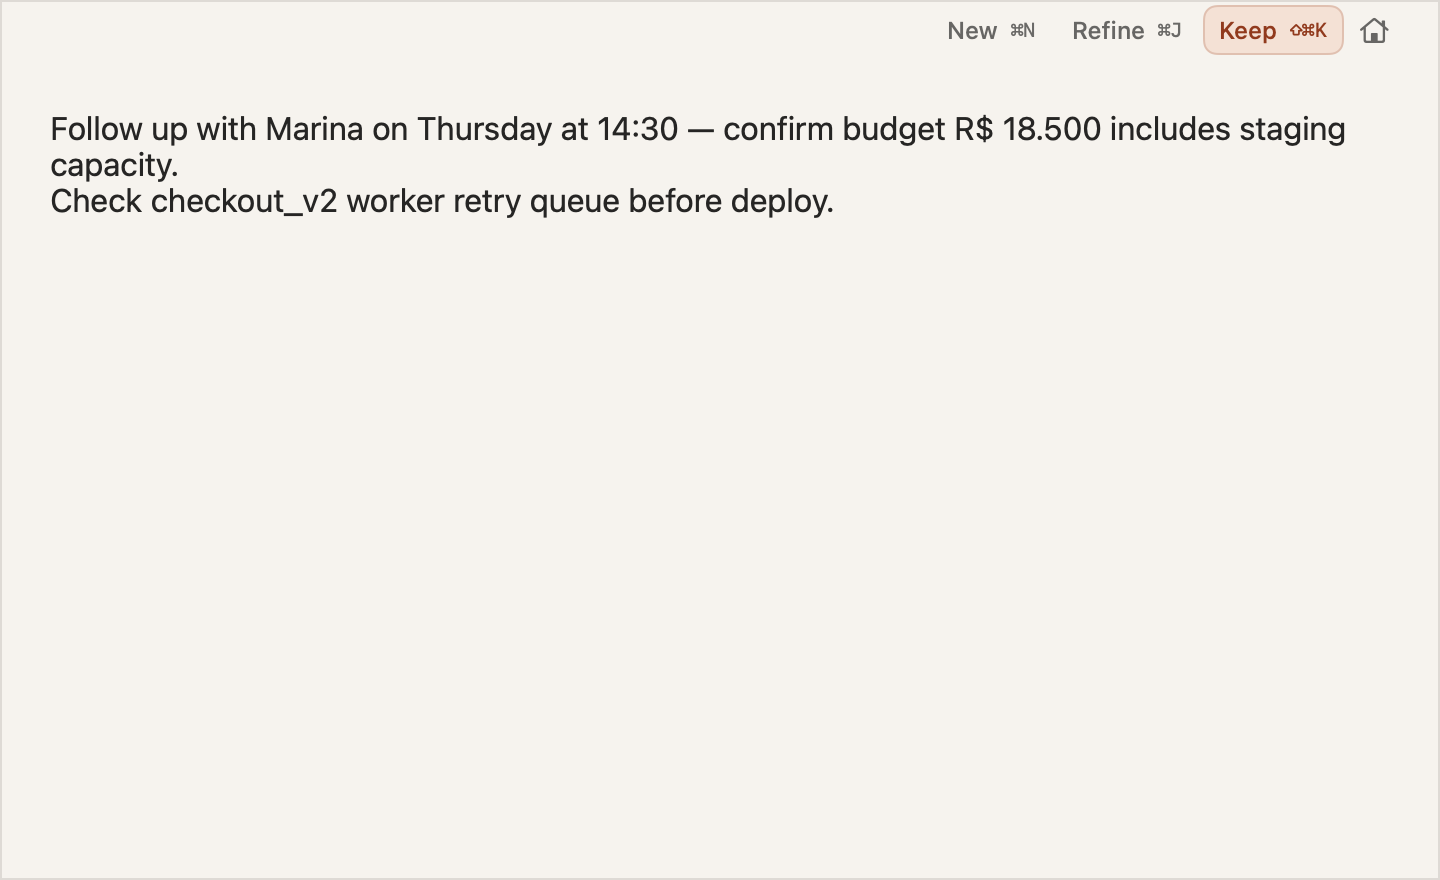 New ⌘N Refine ⌘J Keep ⇧⌘K
Follow up with Marina on Thursday at 14:30 — confirm budget R$ 18.500 includes staging
capacity.
Check checkout_v2 worker retry queue before deploy.